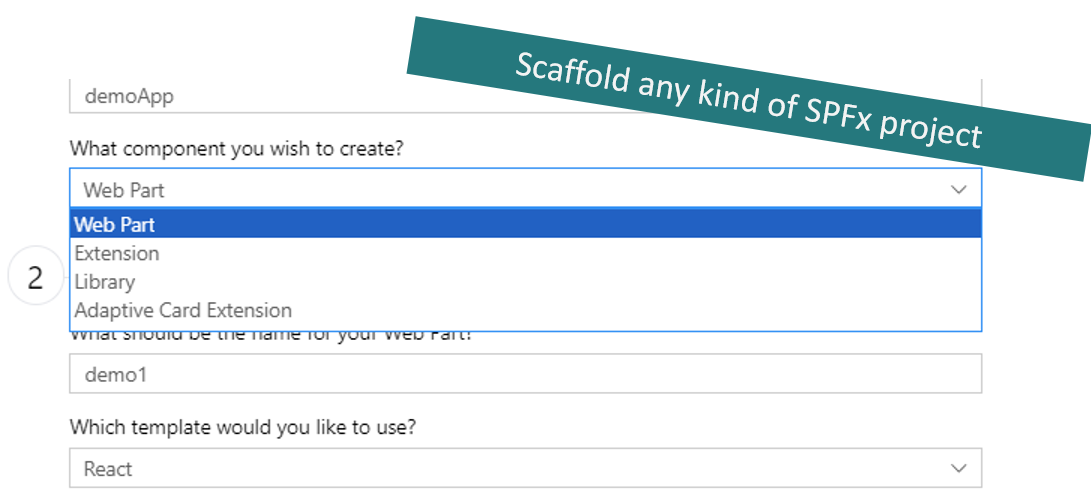 Scaffold any kind of SPFx project
demoApp
What component you wish to create?
Web Part
Web Part
Extension
2
Library
Adaptive Card Extension
What should be the name for your Web Part?
demo1
Which template would you like to use?
React